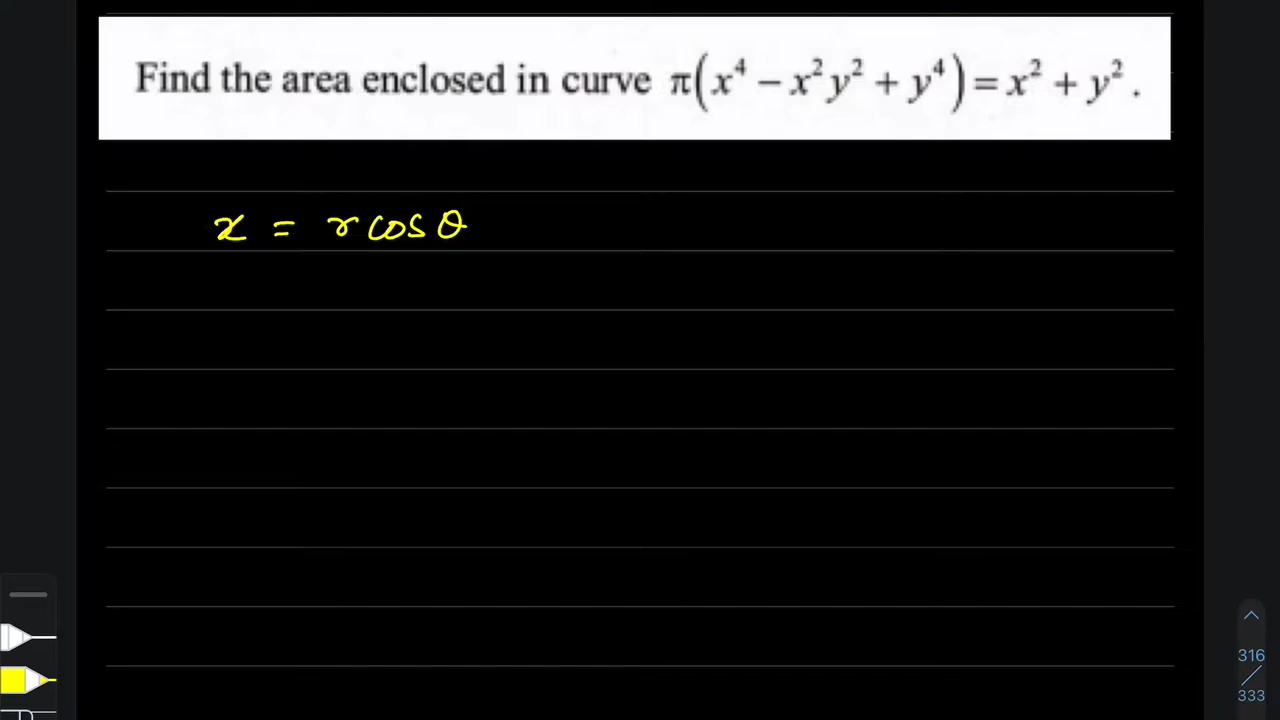 Find the area enclosed in curve π(x⁴ − x²y² + y⁴) = x² + y².
x = r cos θ
316
333